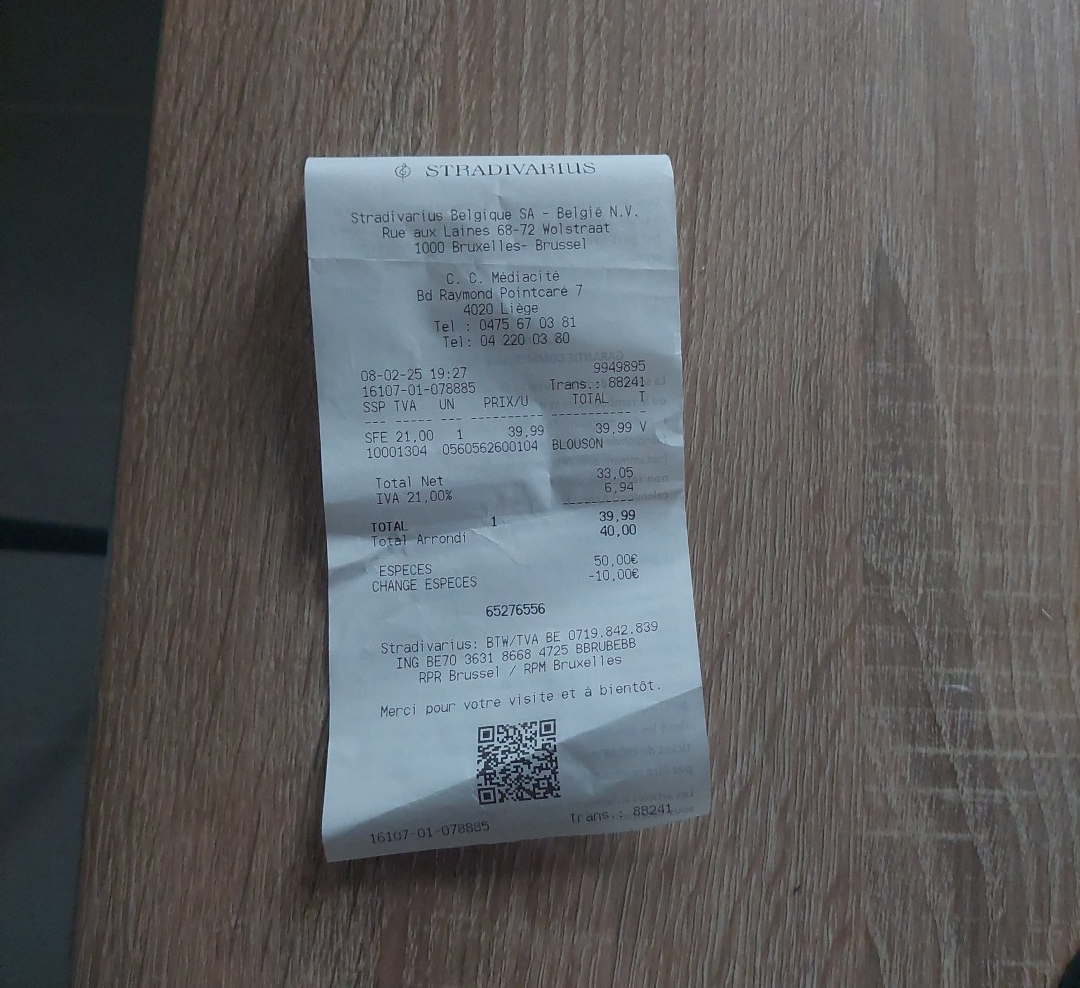 STRADIVARIUS
Stradivarius Belgique SA - België N.V.
Rue aux Laines 68-72 Wolstraat
1000 Bruxelles- Brussel
C. C. Médiacité
Bd Raymond Pointcaré 7
4020 Liège
Tel : 0475 67 03 81
Tel: 04 220 03 80
08-02-25 19:27 9949895
16107-01-078885 Trans.: 88241
SSP TVA UN PRIX/U TOTAL T
--- ----- --- ---------- ---------- -
SFE 21,00 1 39,99 39,99 V
10001304 0560562600104 BLOUSON
Total Net 33,05
IVA 21,00% 6,94
----------
TOTAL 1 39,99
Total Arrondi 40,00
ESPECES 50,00€
CHANGE ESPECES -10,00€
65276556
Stradivarius: BTW/TVA BE 0719.842.839
ING BE70 3631 8668 4725 BBRUBEBB
RPR Brussel / RPM Bruxelles
Merci pour votre visite et à bientôt.
16107-01-078885 Trans.: 88241